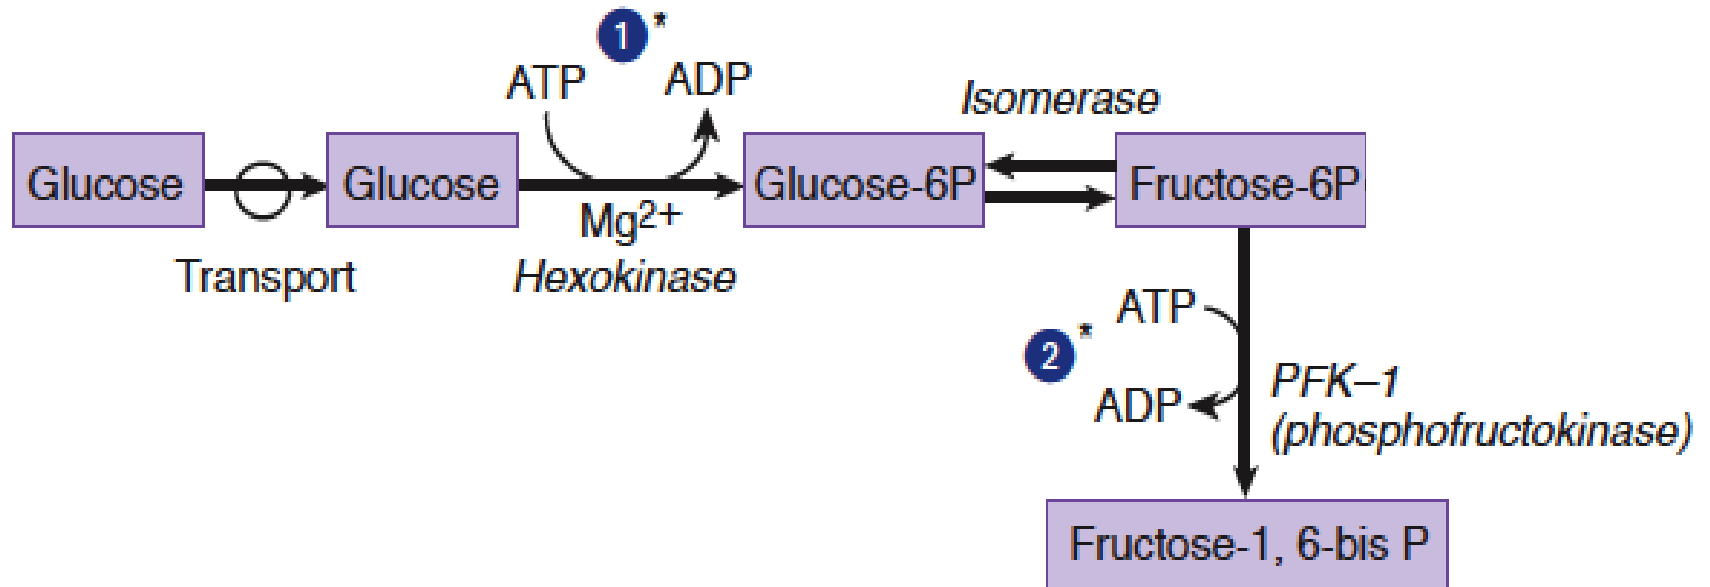 1 *
ATP ADP
Isomerase
Glucose Glucose Glucose-6P Fructose-6P
Mg2+
Transport Hexokinase
ATP
2 *
ADP
PFK–1
(phosphofructokinase)
Fructose-1, 6-bis P